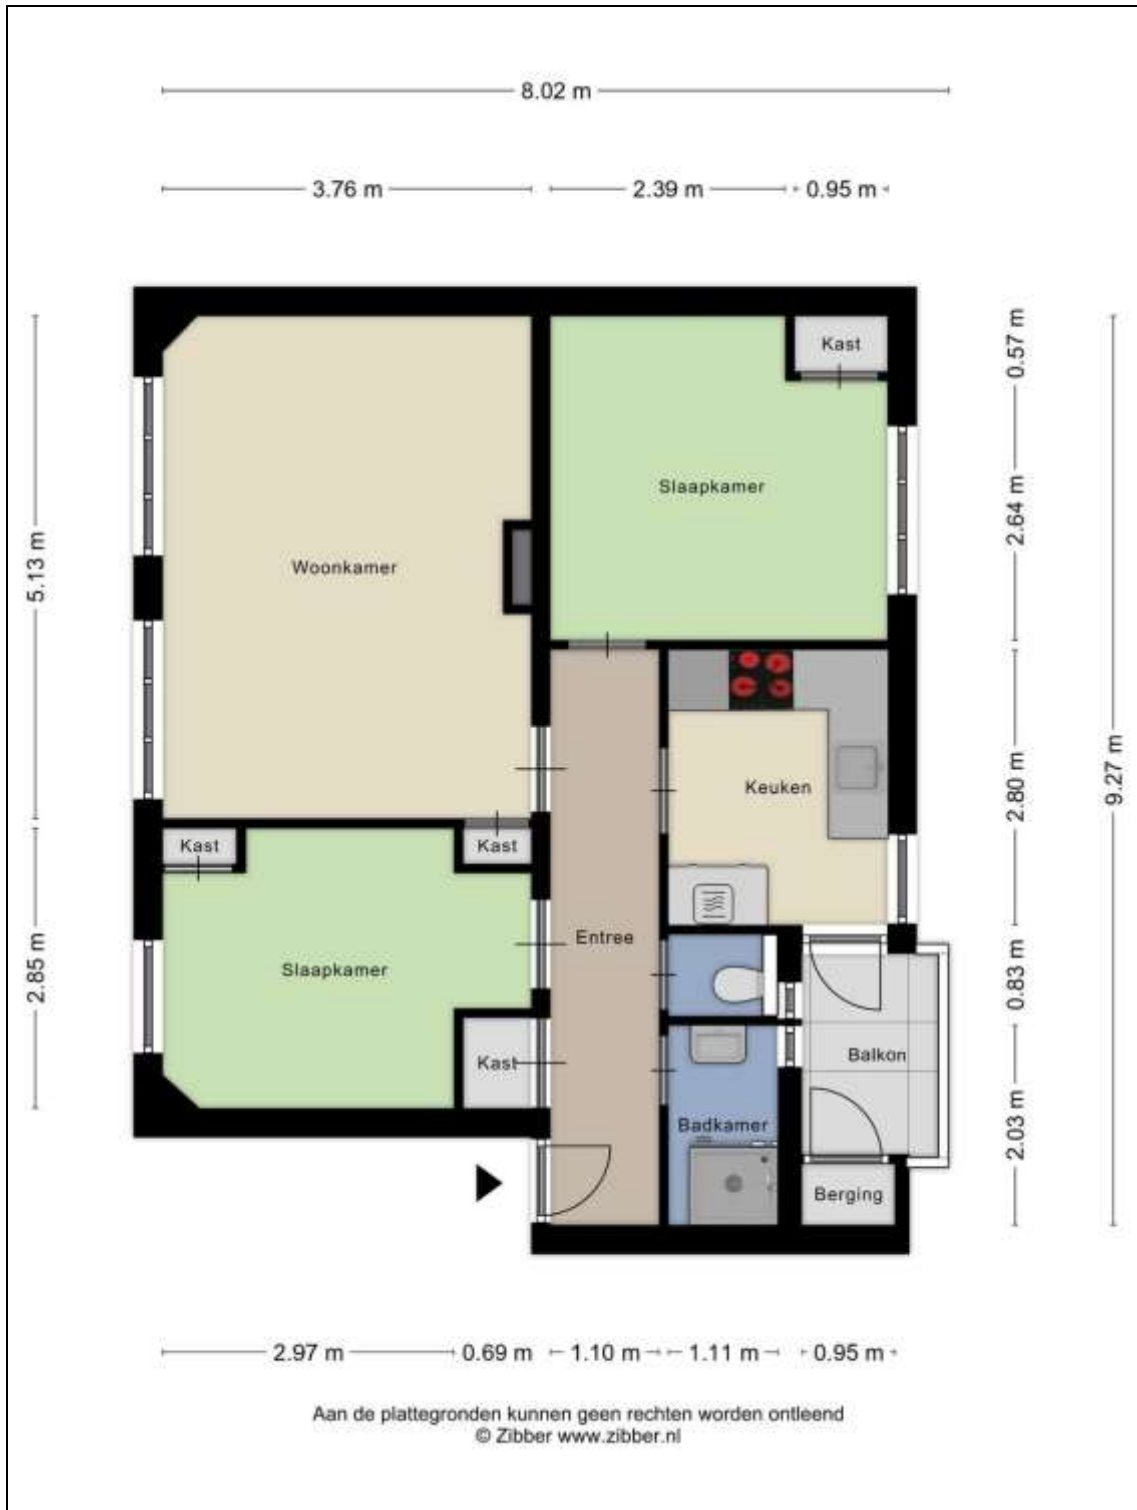 8.02 m
3.76 m
2.39 m
0.95 m
Kast
0.57 m
Slaapkamer
2.64 m
5.13 m
Woonkamer
9.27 m
2.80 m
Keuken
Kast
Kast
Entree
2.85 m
Slaapkamer
0.83 m
Kast
Balkon
Badkamer
2.03 m
Berging
2.97 m
0.69 m
1.10 m
1.11 m
0.95 m
Aan de plattegronden kunnen geen rechten worden ontleend
© Zibber www.zibber.nl